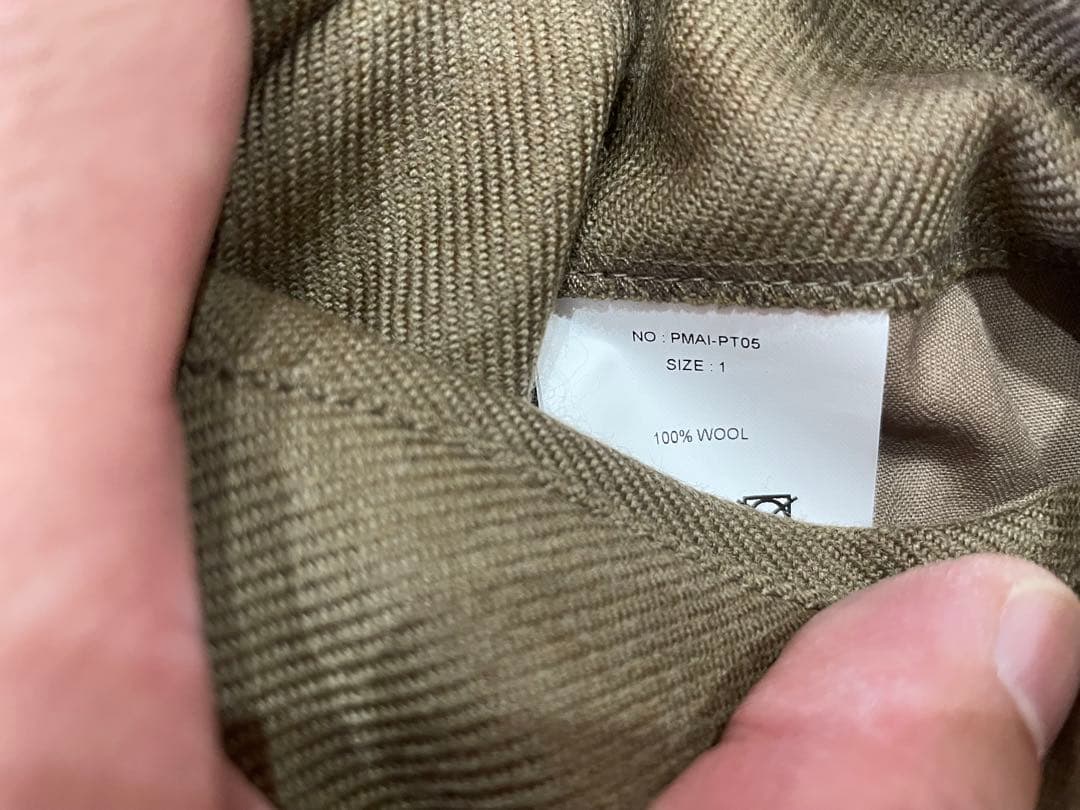 NO : PMAI-PT05
SIZE : 1
100% WOOL